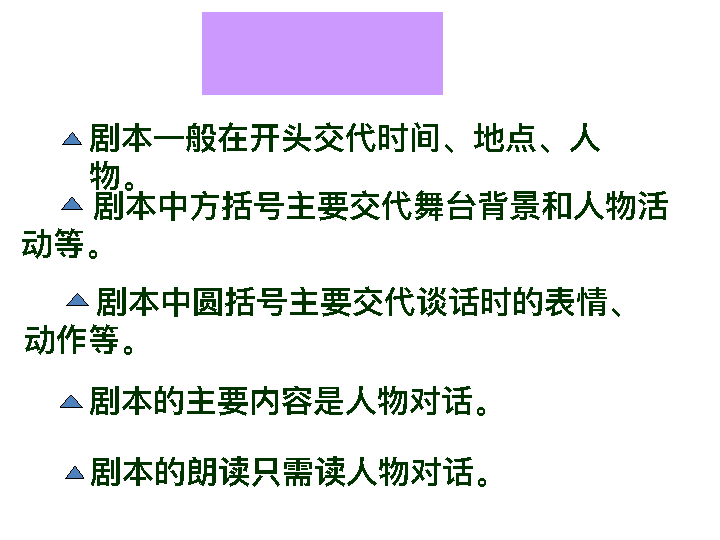 剧本一般在开头交代时间、地点、人
物。
剧本中方括号主要交代舞台背景和人物活
动等。
剧本中圆括号主要交代谈话时的表情、
动作等。
剧本的主要内容是人物对话。
剧本的朗读只需读人物对话。